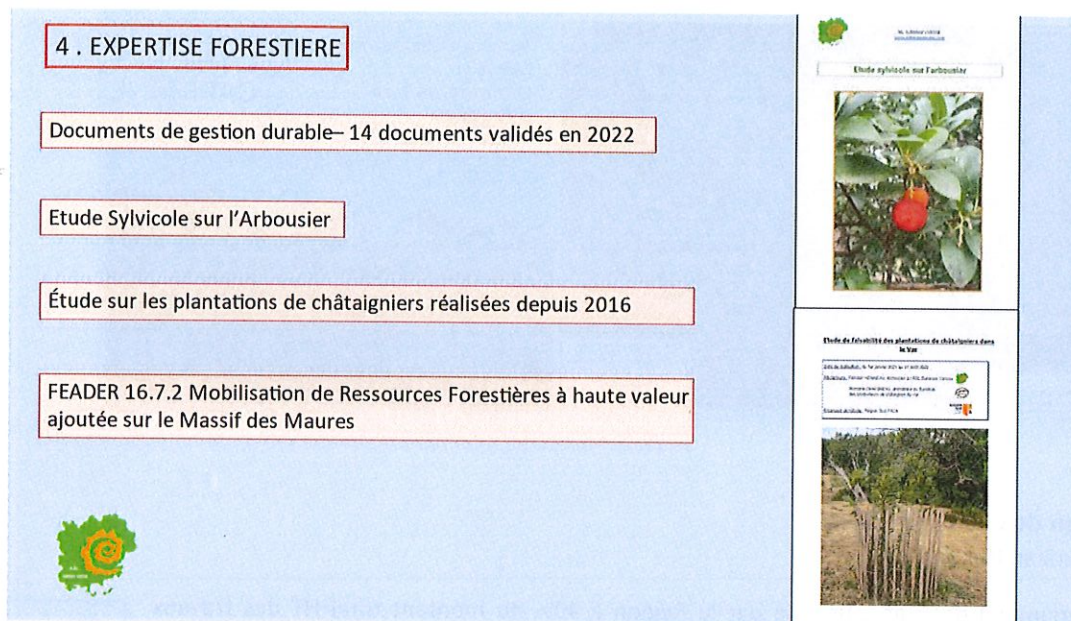 4 . EXPERTISE FORESTIERE
Documents de gestion durable– 14 documents validés en 2022
Etude Sylvicole sur l'Arbousier
Étude sur les plantations de châtaigniers réalisées depuis 2016
FEADER 16.7.2 Mobilisation de Ressources Forestières à haute valeur
ajoutée sur le Massif des Maures
Etude sylvicole sur l'arbousier
Etude de faisabilité des plantations de châtaigniers dans
le Var